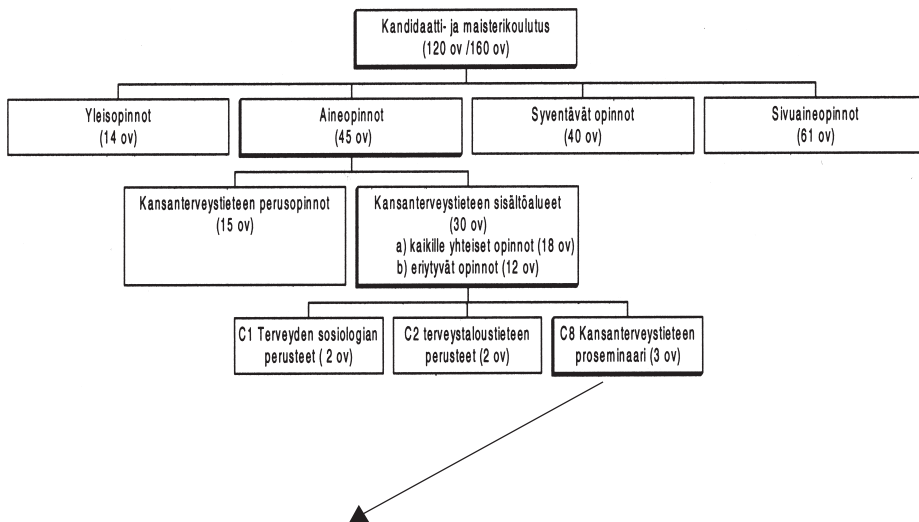 Kandidaatti- ja maisterikoulutus
(120 ov /160 ov)
Yleisopinnot
(14 ov)
Aineopinnot
(45 ov)
Syventävät opinnot
(40 ov)
Sivuaineopinnot
(61 ov)
Kansanterveystieteen perusopinnot
(15 ov)
Kansanterveystieteen sisältöalueet
(30 ov)
a) kaikille yhteiset opinnot (18 ov)
b) eriytyvät opinnot (12 ov)
C1 Terveyden sosiologian
perusteet ( 2 ov)
C2 terveystaloustieteen
perusteet (2 ov)
C8 Kansanterveystieteen
proseminaari (3 ov)